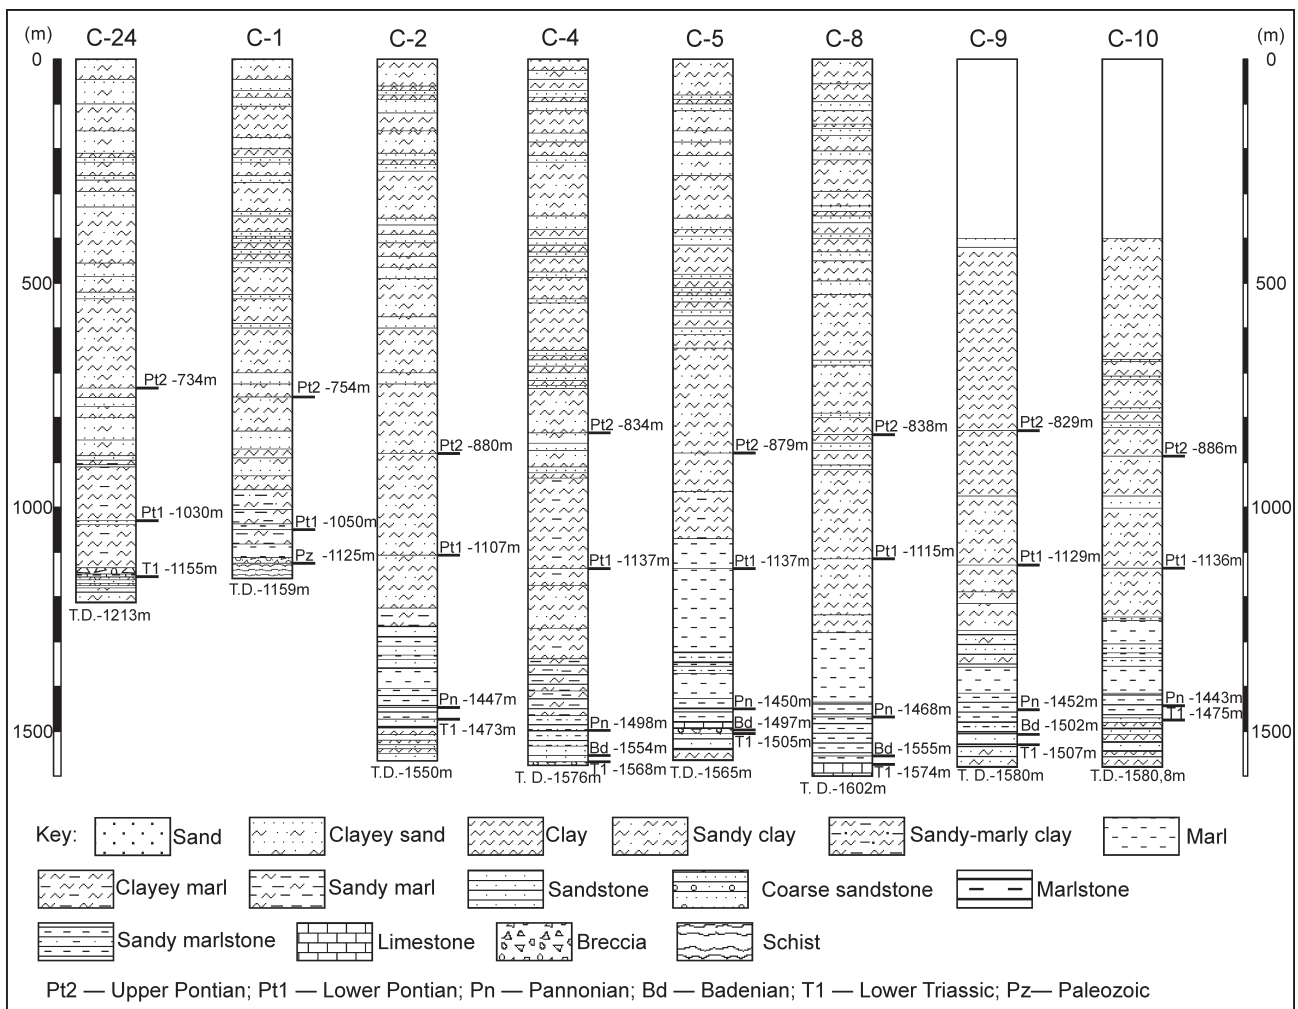 (m) C-24 C-1 C-2 C-4 C-5 C-8 C-9 C-10 (m)
0 0
500 500
Pt2 -734m
Pt2 -754m
Pt2 -880m
Pt2 -834m
Pt2 -879m
Pt2 -838m
Pt2 -829m
Pt2 -886m
1000 1000
Pt1 -1030m
Pt1 -1050m
Pt1 -1107m
Pt1 -1137m
Pt1 -1137m
Pt1 -1115m
Pt1 -1129m
Pt1 -1136m
T1 -1155m
Pz -1125m
T.D.-1213m
T.D.-1159m
Pn -1447m
Pn -1498m
Pn -1450m
Pn -1468m
Pn -1452m
Pn -1443m
1500 1500
T1 -1473m
Bd -1554m
Bd -1497m
Bd -1555m
Bd -1502m
T1 -1475m
T1 -1568m
T1 -1505m
T1 -1574m
T1 -1507m
T.D.-1550m
T. D.-1576m
T.D.-1565m
T. D.-1602m
T. D.-1580m
T.D.-1580,8m
Key: Sand Clayey sand Clay Sandy clay Sandy-marly clay Marl
Clayey marl Sandy marl Sandstone Coarse sandstone Marlstone
Sandy marlstone Limestone Breccia Schist
Pt2 — Upper Pontian; Pt1 — Lower Pontian; Pn — Pannonian; Bd — Badenian; T1 — Lower Triassic; Pz— Paleozoic